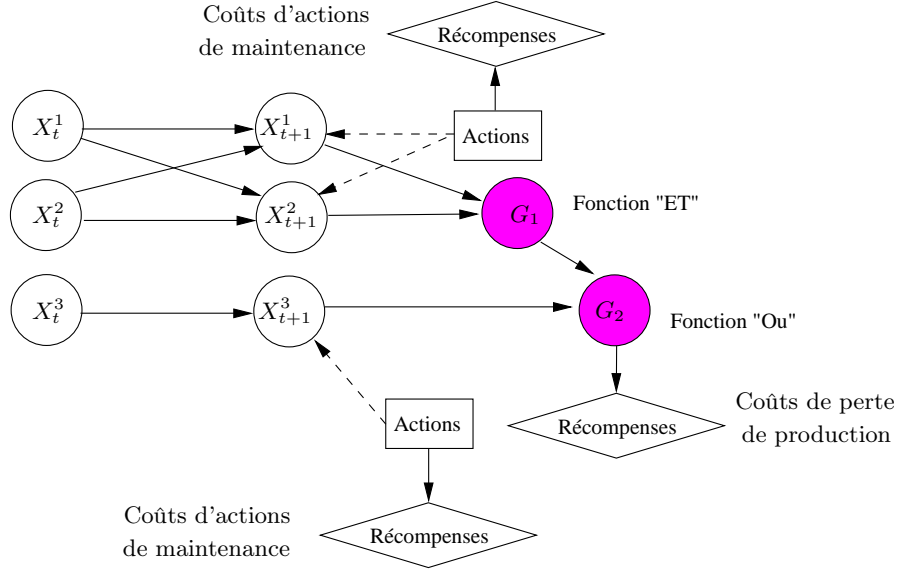 Coûts d'actions
de maintenance
Récompenses
X_t^1
X_{t+1}^1
Actions
X_t^2
X_{t+1}^2
G_1
Fonction "ET"
X_t^3
X_{t+1}^3
G_2
Fonction "Ou"
Actions
Récompenses
Coûts de perte
de production
Coûts d'actions
de maintenance
Récompenses